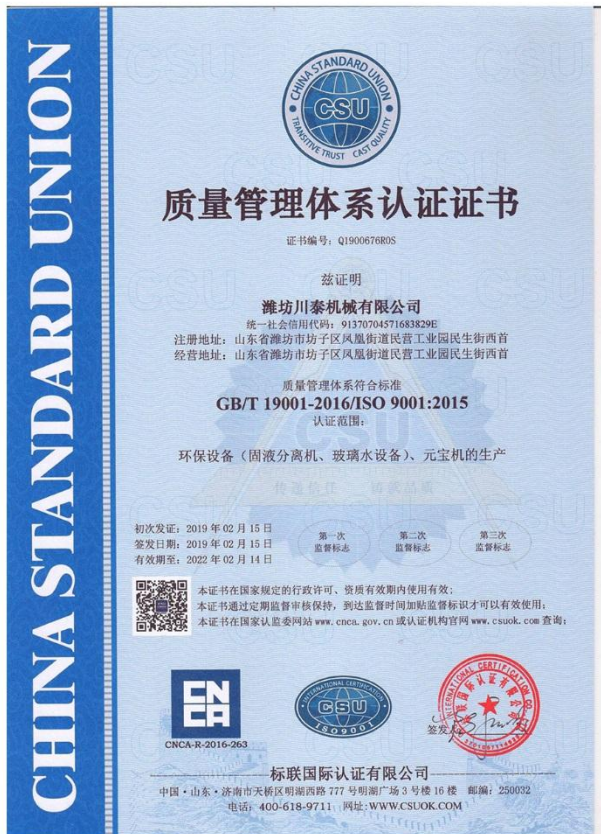 CHINA STANDARD UNION
CHINA STANDARD UNION
CSU
TRANSITIVE TRUST CAST QUALITY
质量管理体系认证证书
证书编号：Q1900676R0S
兹证明
潍坊川泰机械有限公司
统一社会信用代码：91370704571683829E
注册地址：山东省潍坊市坊子区凤凰街道民营工业园民生街西首
经营地址：山东省潍坊市坊子区凤凰街道民营工业园民生街西首
质量管理体系符合标准
GB/T 19001-2016/ISO 9001:2015
认证范围：
环保设备（固液分离机、玻璃水设备）、元宝机的生产
传递信任 铸就品质
初次发证：2019 年 02 月 15 日
签发日期：2019 年 02 月 15 日
有效期至：2022 年 02 月 14 日
第一次
监督标志
第二次
监督标志
第三次
监督标志
本证书在国家规定的行政许可、资质有效期内使用有效；
本证书通过定期监督审核保持，到达监督时间加贴监督标识才可以有效使用；
本证书在国家认监委网站 www.cnca.gov.cn 或认证机构官网 www.csuok.com 查询；
CNCA
CNCA-R-2016-263
INTERNATIONAL CERTIFICATION
CSU
ISO9001
签发人
标联国际认证有限公司
中国·山东·济南市天桥区明湖西路 777 号明湖广场 3 号楼 16 楼 邮编：250032
电话：400-618-9711 网址：WWW.CSUOK.COM